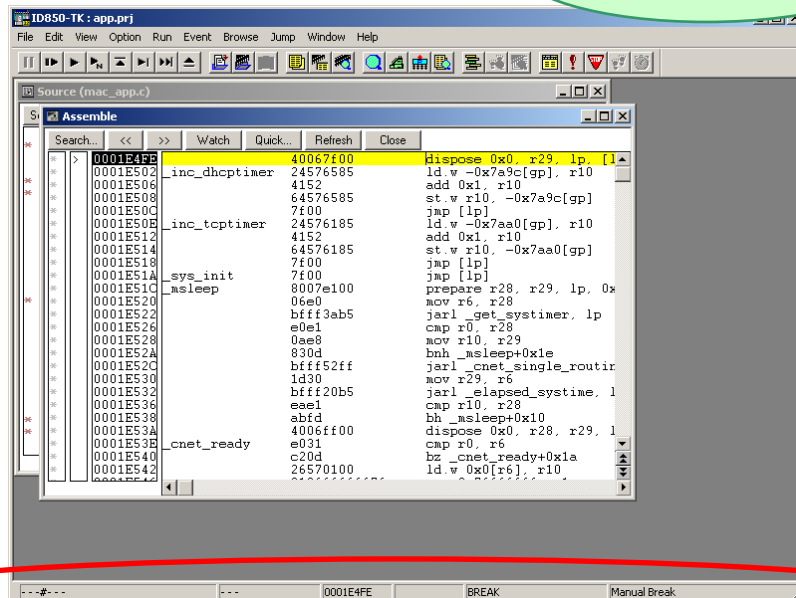 ID850-TK : app.prj
File Edit View Option Run Event Browse Jump Window Help
Source (mac_app.c)
Assemble
Search... << >> Watch Quick... Refresh Close
> 0001E4FE 40067f00 dispose 0x0, r29, lp, [l
0001E502 _inc_dhcptimer 24576585 ld.w -0x7a9c[gp], r10
0001E506 4152 add 0x1, r10
0001E508 64576585 st.w r10, -0x7a9c[gp]
0001E50C 7f00 jmp [lp]
0001E50E _inc_tcptimer 24576185 ld.w -0x7aa0[gp], r10
0001E512 4152 add 0x1, r10
0001E514 64576185 st.w r10, -0x7aa0[gp]
0001E518 7f00 jmp [lp]
0001E51A _sys_init 7f00 jmp [lp]
0001E51C _msleep 8007e100 prepare r28, r29, lp, 0x
0001E520 06e0 mov r6, r28
0001E522 bfff3ab5 jarl _get_systimer, lp
0001E526 e0e1 cmp r0, r28
0001E528 0ae8 mov r10, r29
0001E52A 830d bnh _msleep+0x1e
0001E52C bfff52ff jarl _cnet_single_routin
0001E530 1d30 mov r29, r6
0001E532 bfff20b5 jarl _elapsed_systime, l
0001E536 eae1 cmp r10, r28
0001E538 abfd bh _msleep+0x10
0001E53A 4006ff00 dispose 0x0, r28, r29, l
0001E53E _cnet_ready e031 cmp r0, r6
0001E540 c20d bz _cnet_ready+0x1a
0001E542 26570100 ld.w 0x0[r6], r10
---#--- --- 0001E4FE BREAK Manual Break